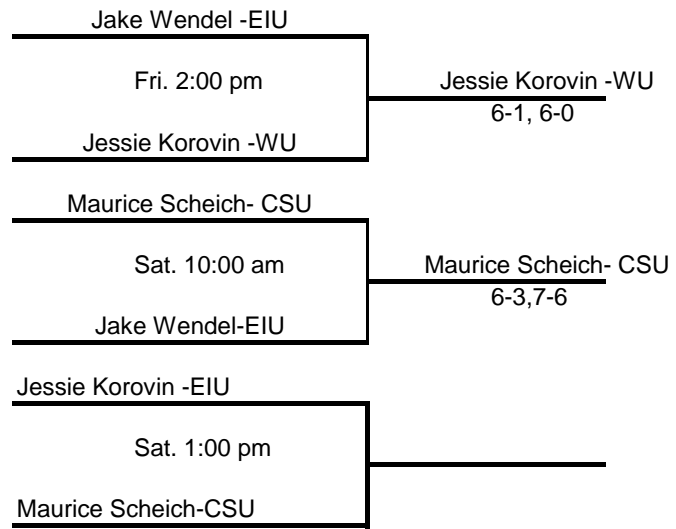 Jake Wendel -EIU
Fri. 2:00 pm
Jessie Korovin -WU
6-1, 6-0
Jessie Korovin -WU
Maurice Scheich- CSU
Sat. 10:00 am
Maurice Scheich- CSU
6-3,7-6
Jake Wendel-EIU
Jessie Korovin -EIU
Sat. 1:00 pm
Maurice Scheich-CSU